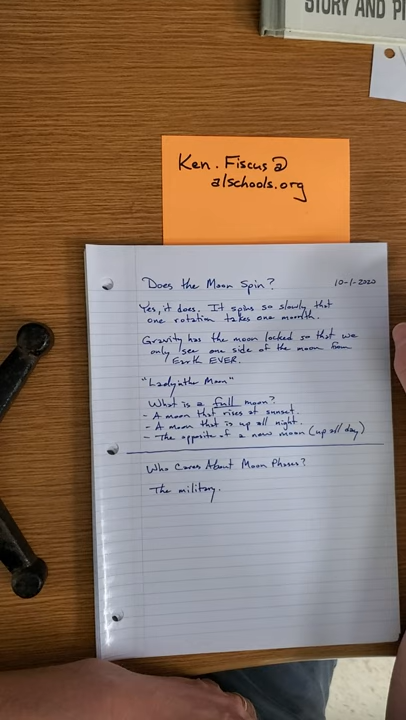 STORY AND PI
Ken.Fiscus@
alschools.org
Does the Moon Spin?
10-1-2020
Yes, it does. It spins so slowly that
one rotation takes one moonth.
Gravity has the moon locked so that we
only see one side of the moon from
Earth EVER.
"Lady in the Moon"
What is a full moon?
- A moon that rises at sunset.
- A moon that is up all night.
- The opposite of a new moon (up all day)
Who Cares About Moon Phases?
The military.